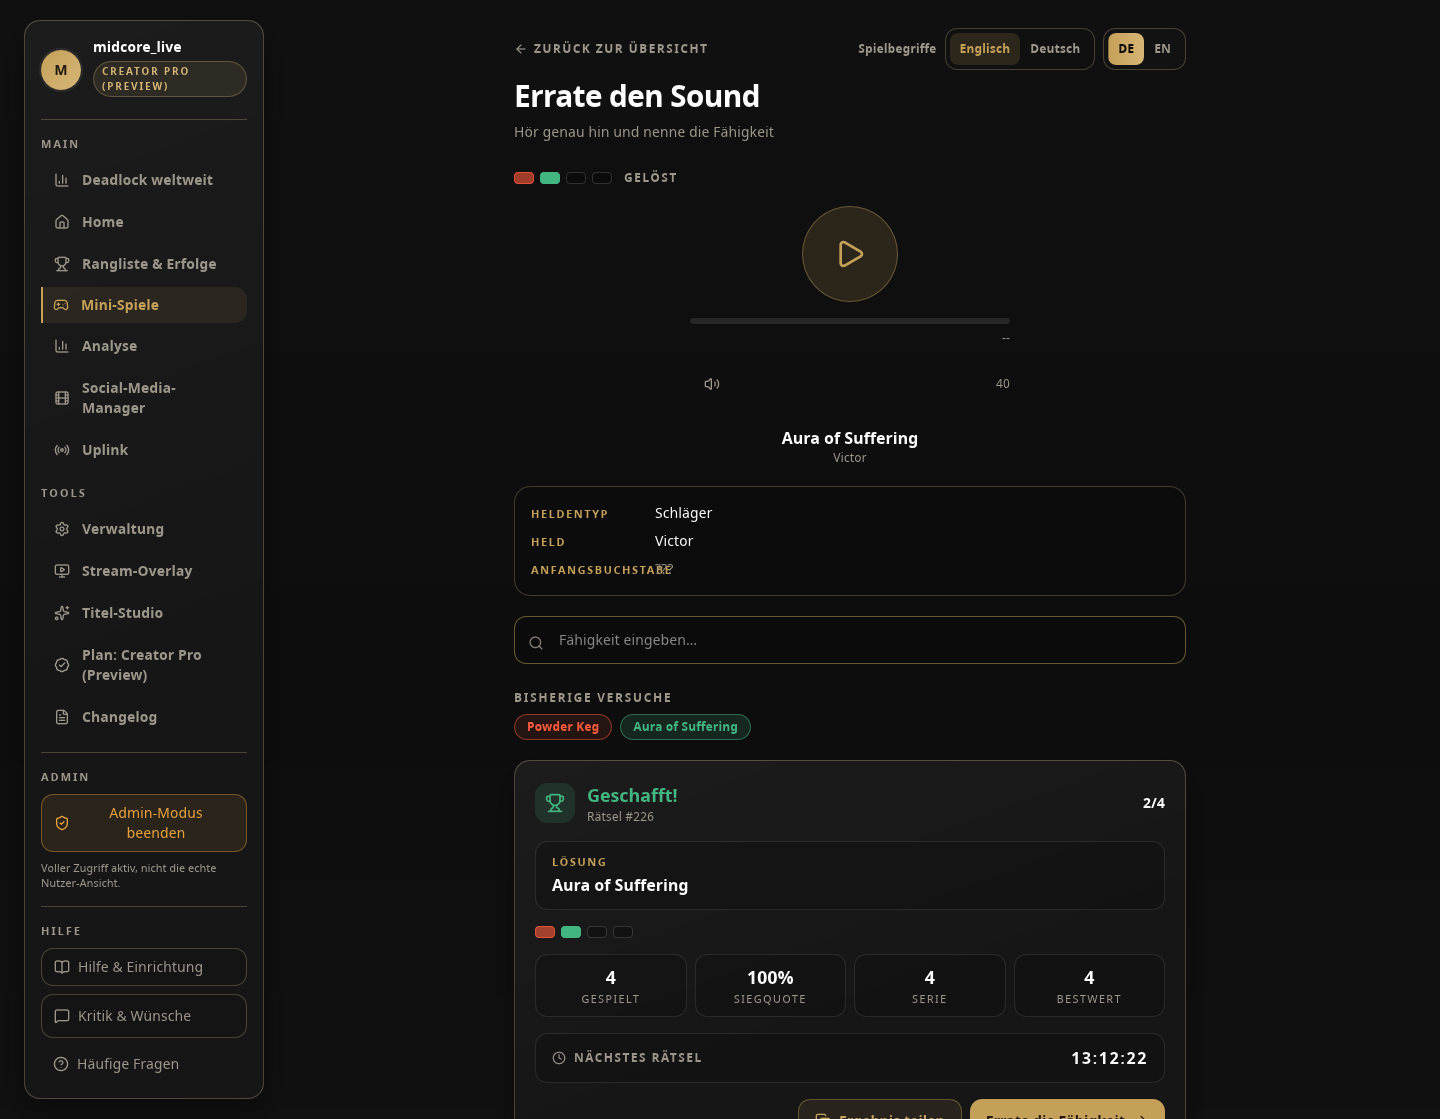 M
midcore_live
CREATOR PRO
(PREVIEW)
MAIN
Deadlock weltweit
Home
Rangliste & Erfolge
Mini-Spiele
Analyse
Social-Media-
Manager
Uplink
TOOLS
Verwaltung
Stream-Overlay
Titel-Studio
Plan: Creator Pro
(Preview)
Changelog
ADMIN
Admin-Modus
beenden
Voller Zugriff aktiv, nicht die echte
Nutzer-Ansicht.
HILFE
Hilfe & Einrichtung
Kritik & Wünsche
Häufige Fragen
ZURÜCK ZUR ÜBERSICHT
Spielbegriffe Englisch Deutsch DE EN
Errate den Sound
Hör genau hin und nenne die Fähigkeit
GELÖST
--
40
Aura of Suffering
Victor
HELDENTYP Schläger
HELD Victor
ANFANGSBUCHSTABE ???
Fähigkeit eingeben...
BISHERIGE VERSUCHE
Powder Keg Aura of Suffering
Geschafft! 2/4
Rätsel #226
LÖSUNG
Aura of Suffering
4 100% 4 4
GESPIELT SIEGQUOTE SERIE BESTWERT
NÄCHSTES RÄTSEL 13:12:22
Ergebnis teilen Errate die Fähigkeit